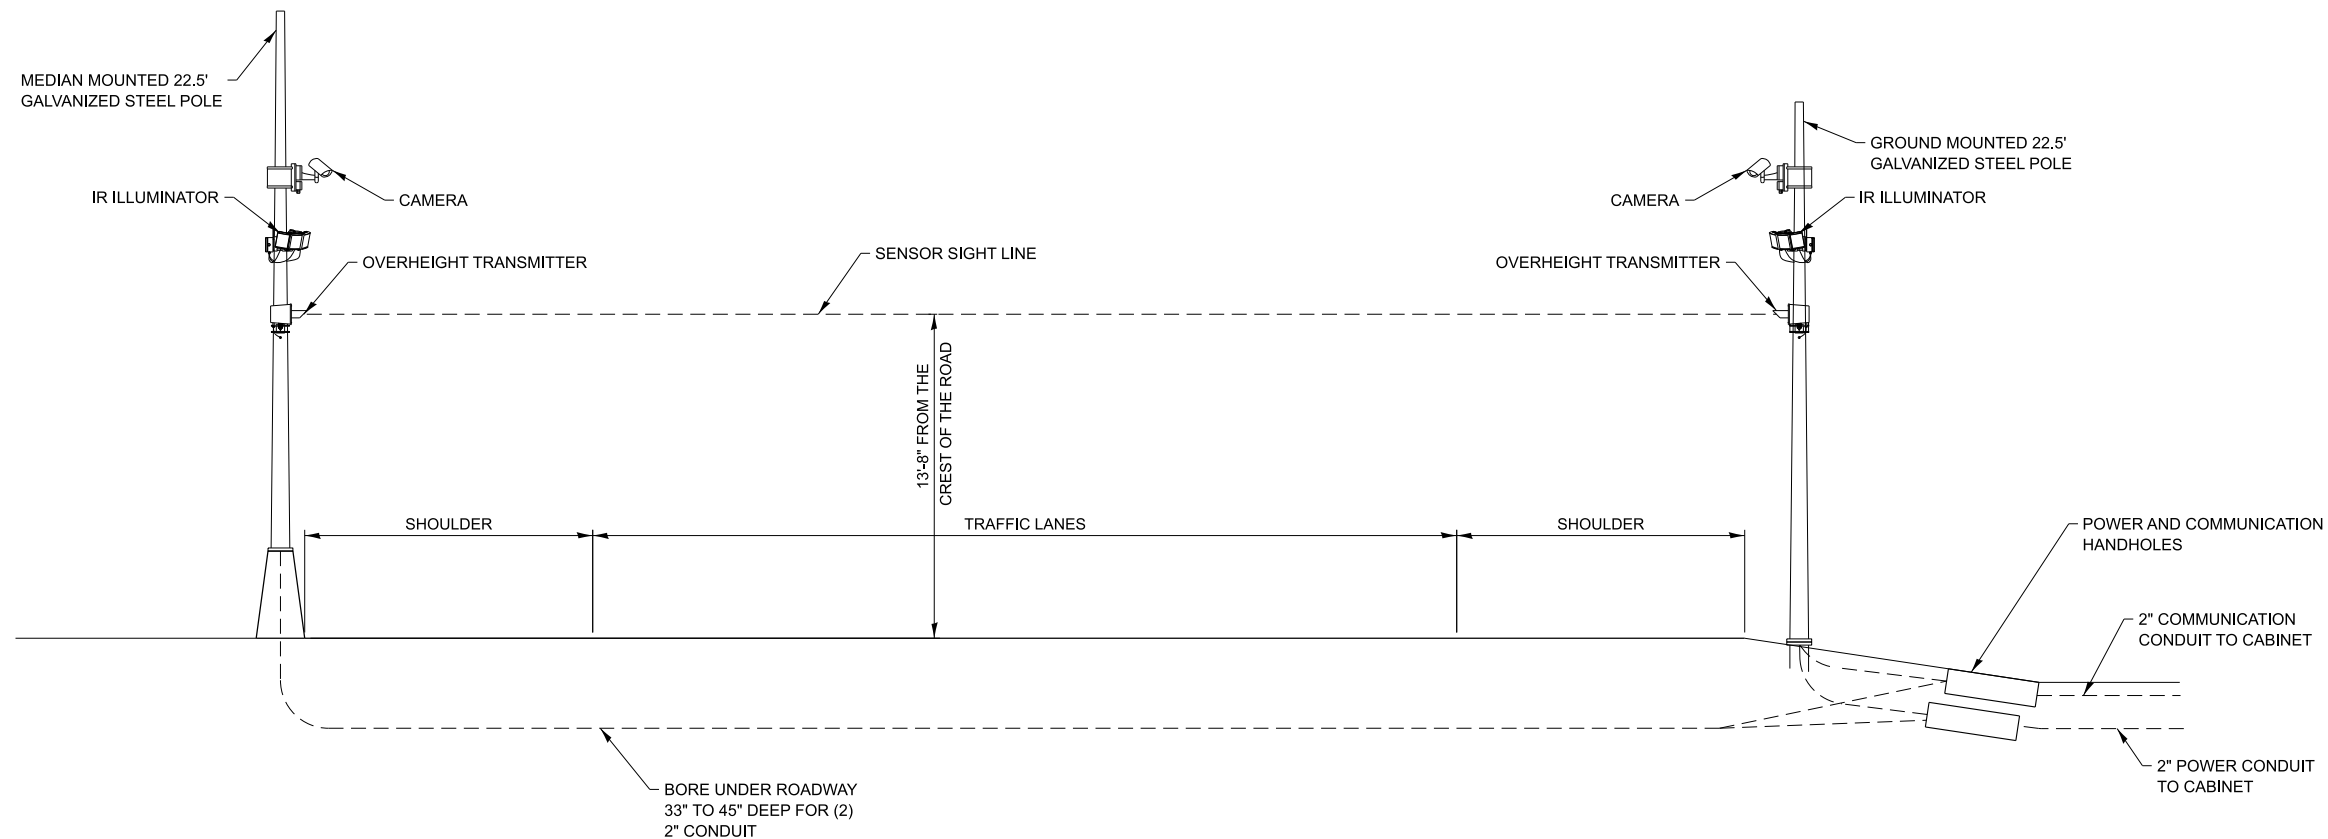 MEDIAN MOUNTED 22.5'
GALVANIZED STEEL POLE
IR ILLUMINATOR
CAMERA
OVERHEIGHT TRANSMITTER
SENSOR SIGHT LINE
GROUND MOUNTED 22.5'
GALVANIZED STEEL POLE
CAMERA
IR ILLUMINATOR
OVERHEIGHT TRANSMITTER
13'-8" FROM THE
CREST OF THE ROAD
SHOULDER
TRAFFIC LANES
SHOULDER
POWER AND COMMUNICATION
HANDHOLES
2" COMMUNICATION
CONDUIT TO CABINET
2" POWER CONDUIT
TO CABINET
BORE UNDER ROADWAY
33" TO 45" DEEP FOR (2)
2" CONDUIT